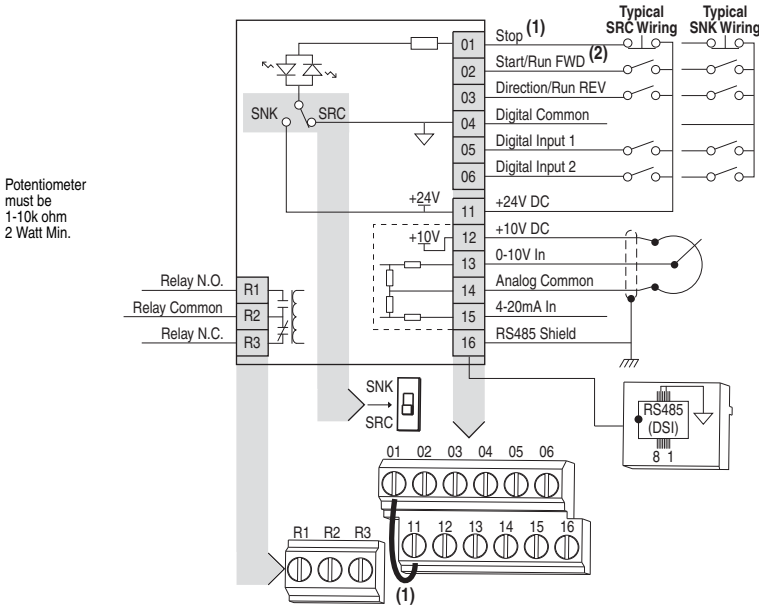 Typical
SRC Wiring
Typical
SNK Wiring
01 Stop (1)
02 Start/Run FWD (2)
03 Direction/Run REV
SNK SRC
04 Digital Common
05 Digital Input 1
06 Digital Input 2
+24V
11 +24V DC
+10V
12 +10V DC
13 0-10V In
14 Analog Common
15 4-20mA In
16 RS485 Shield
Potentiometer
must be
1-10k ohm
2 Watt Min.
Relay N.O. R1
Relay Common R2
Relay N.C. R3
SNK
SRC
RS485
(DSI)
8 1
01 02 03 04 05 06
11 12 13 14 15 16
R1 R2 R3
(1)